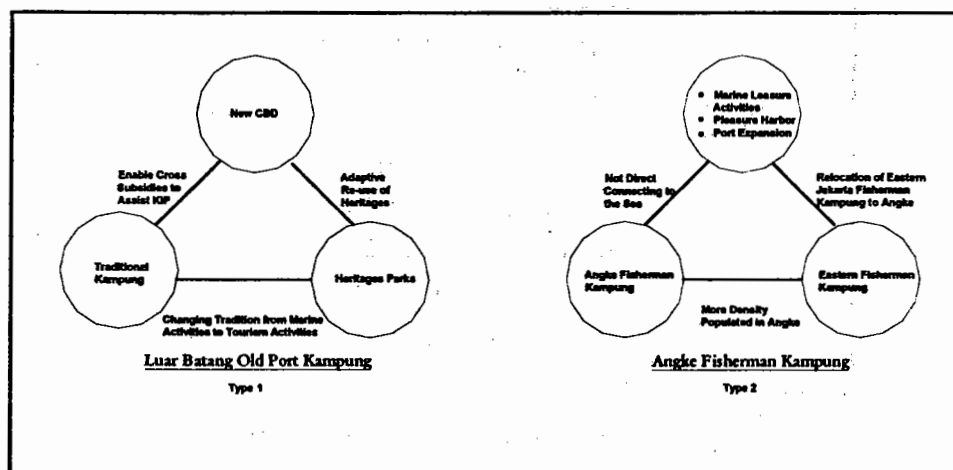 New CBD
Enable Cross
Subsidies to
Assist KIP
Adaptive
Re-use of
Heritages
Traditional
Kampung
Heritages Parks
Changing Tradition from Marine
Activities to Tourism Activities
Luar Batang Old Port Kampung
Type 1
• Marine Leasure
Activities
• Pleasure Harbor
• Port Expansion
Not Direct
Connecting to
the Sea
Relocation of Eastern
Jakarta Fisherman
Kampung to Angke
Angke Fisherman
Kampung
Eastern Fishermen
Kampung
More Density
Populated in Angke
Angke Fisherman Kampung
Type 2